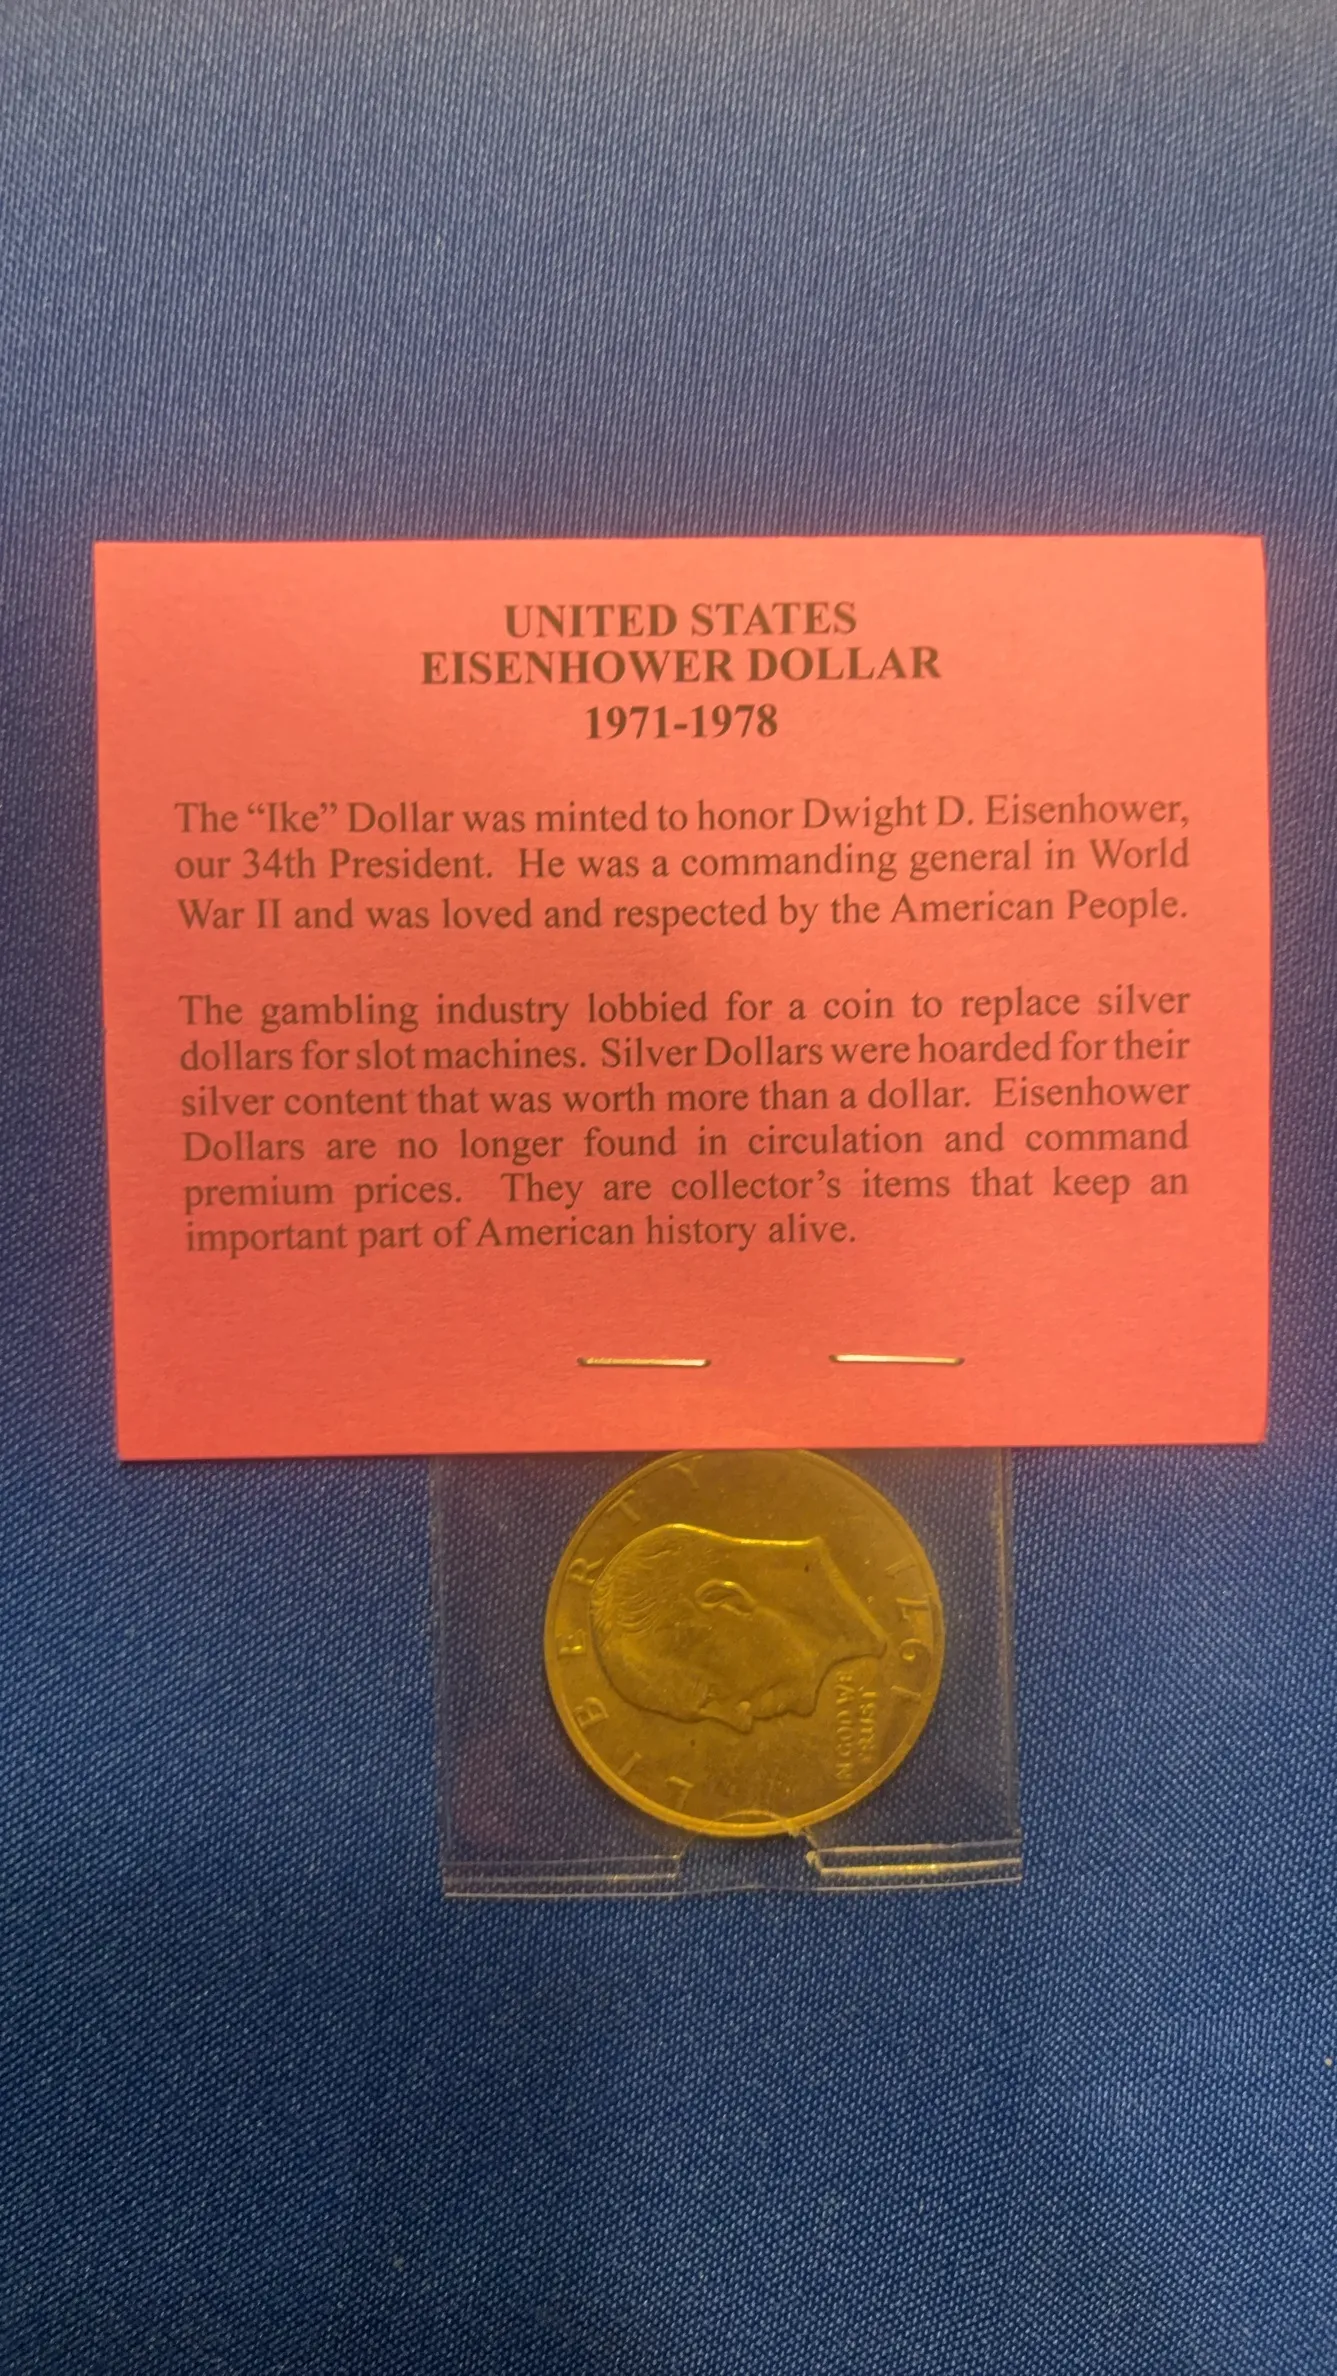 UNITED STATES
EISENHOWER DOLLAR
1971-1978
The “Ike” Dollar was minted to honor Dwight D. Eisenhower,
our 34th President. He was a commanding general in World
War II and was loved and respected by the American People.
The gambling industry lobbied for a coin to replace silver
dollars for slot machines. Silver Dollars were hoarded for their
silver content that was worth more than a dollar. Eisenhower
Dollars are no longer found in circulation and command
premium prices. They are collector’s items that keep an
important part of American history alive.
LIBERTY
IN GOD WE
TRUST
1971